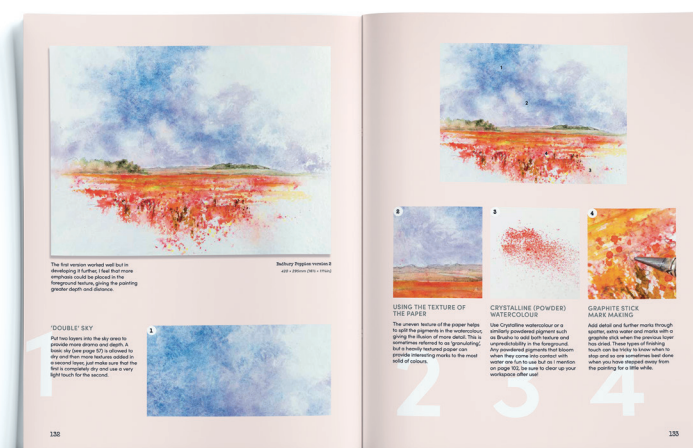 The first version worked well but in
developing it further, I feel that more
emphasis could be placed in the
foreground texture, giving the painting
greater depth and distance.
Badbury Poppies version 2
'DOUBLE' SKY
1
Put two layers into the sky area to
provide more drama and depth. A
basic sky (see page 57) is allowed to
dry and then more textures added in
a second layer, just make sure that the
first is completely dry and use a very
light touch for the second.
1
132
1
2
3
2
USING THE TEXTURE OF
THE PAPER
The uneven texture of the paper helps
to split the pigments in the watercolour,
giving the illusion of more detail. This is
sometimes referred to as 'granulating',
but a heavily textured paper can
provide interesting marks to the most
solid of colours.
2
3
CRYSTALLINE (POWDER)
WATERCOLOUR
Use Crystalline watercolour or a
similarly powdered pigment such
as Brusho to add both texture and
unpredictability in the foreground.
Any powdered pigments that bloom
when they come into contact with
water are fun to use but as I mention
on page 102, be sure to clear up your
workspace after use!
3
4
GRAPHITE STICK
MARK MAKING
Add detail and further marks through
spatter, extra water and marks with a
graphite stick when the previous layer
has dried. These types of finishing
touch can be tricky to know when to
stop and so are sometimes best done
when you have stepped away from
the painting for a little while.
4
133